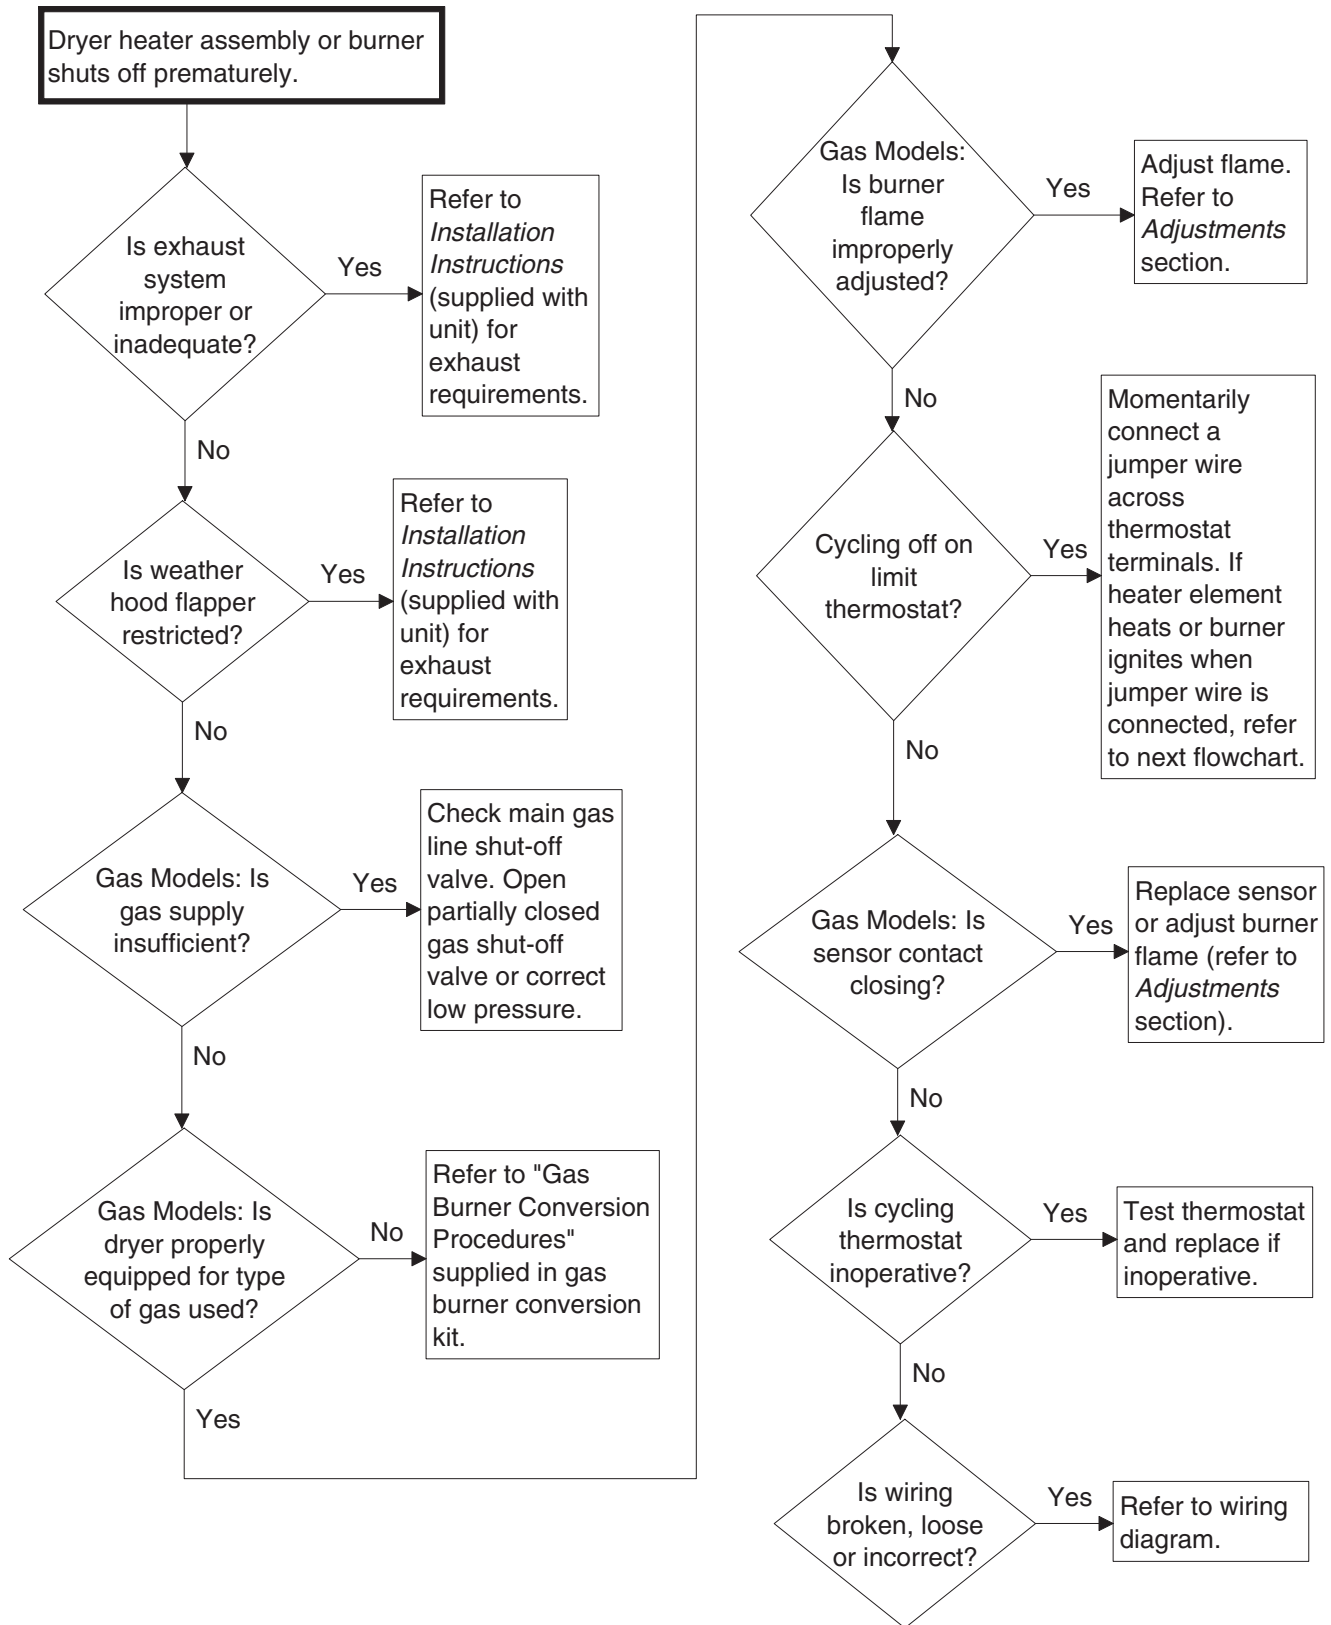 Dryer heater assembly or burner
shuts off prematurely.
Is exhaust
system
improper or
inadequate?
Yes
Refer to
Installation
Instructions
(supplied with
unit) for
exhaust
requirements.
No
Is weather
hood flapper
restricted?
Yes
Refer to
Installation
Instructions
(supplied with
unit) for
exhaust
requirements.
No
Gas Models: Is
gas supply
insufficient?
Yes
Check main gas
line shut-off
valve. Open
partially closed
gas shut-off
valve or correct
low pressure.
No
Gas Models: Is
dryer properly
equipped for type
of gas used?
No
Refer to "Gas
Burner Conversion
Procedures"
supplied in gas
burner conversion
kit.
Yes
Gas Models:
Is burner
flame
improperly
adjusted?
Yes
Adjust flame.
Refer to
Adjustments
section.
No
Cycling off on
limit
thermostat?
Yes
Momentarily
connect a
jumper wire
across
thermostat
terminals. If
heater element
heats or burner
ignites when
jumper wire is
connected, refer
to next flowchart.
No
Gas Models: Is
sensor contact
closing?
Yes
Replace sensor
or adjust burner
flame (refer to
Adjustments
section).
No
Is cycling
thermostat
inoperative?
Yes
Test thermostat
and replace if
inoperative.
No
Is wiring
broken, loose
or incorrect?
Yes
Refer to wiring
diagram.